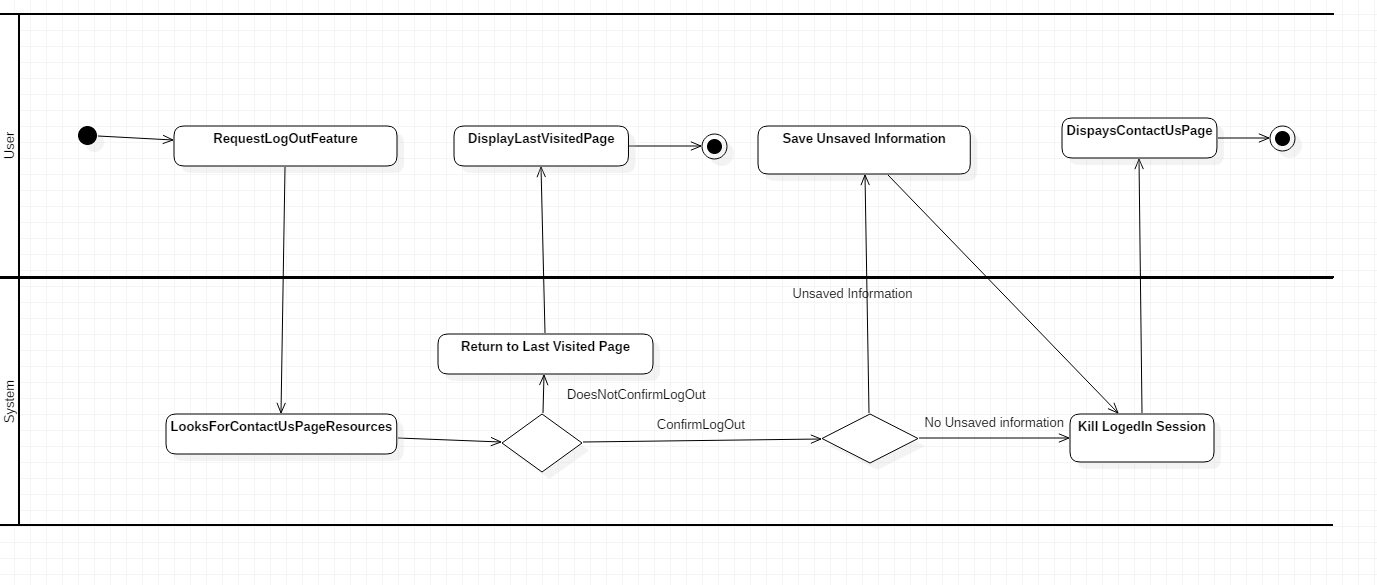 User
RequestLogOutFeature
DisplayLastVisitedPage
Save Unsaved Information
DispaysContactUsPage
System
Unsaved Information
Return to Last Visited Page
DoesNotConfirmLogOut
LooksForContactUsPageResources
ConfirmLogOut
No Unsaved information
Kill LogedIn Session